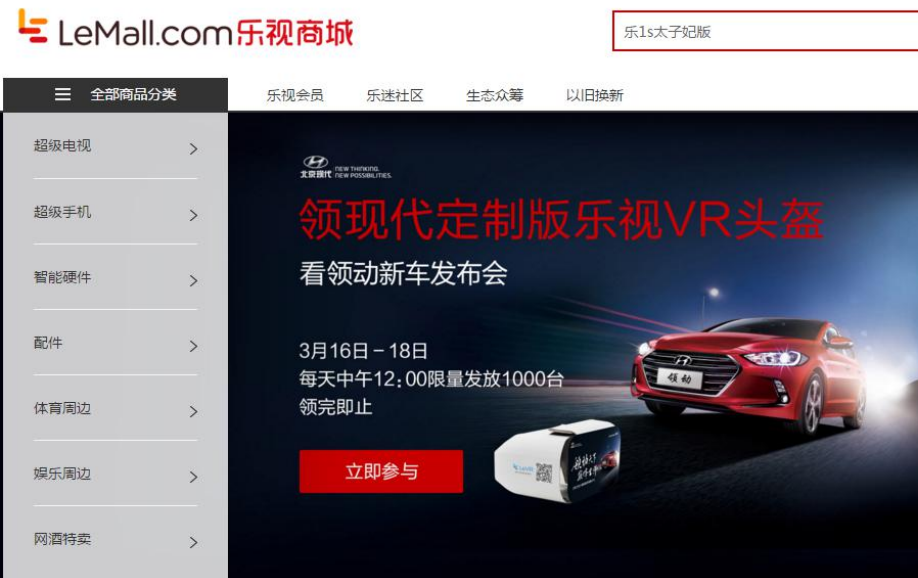 LeMall.com乐视商城
乐1s太子妃版
全部商品分类
乐视会员
乐迷社区
生态众筹
以旧换新
超级电视
超级手机
智能硬件
配件
体育周边
娱乐周边
网酒特卖
北京现代
NEW THINKING.
NEW POSSIBILITIES.
领现代定制版乐视VR头盔
看领动新车发布会
3月16日-18日
每天中午12:00限量发放1000台
领完即止
立即参与
领动